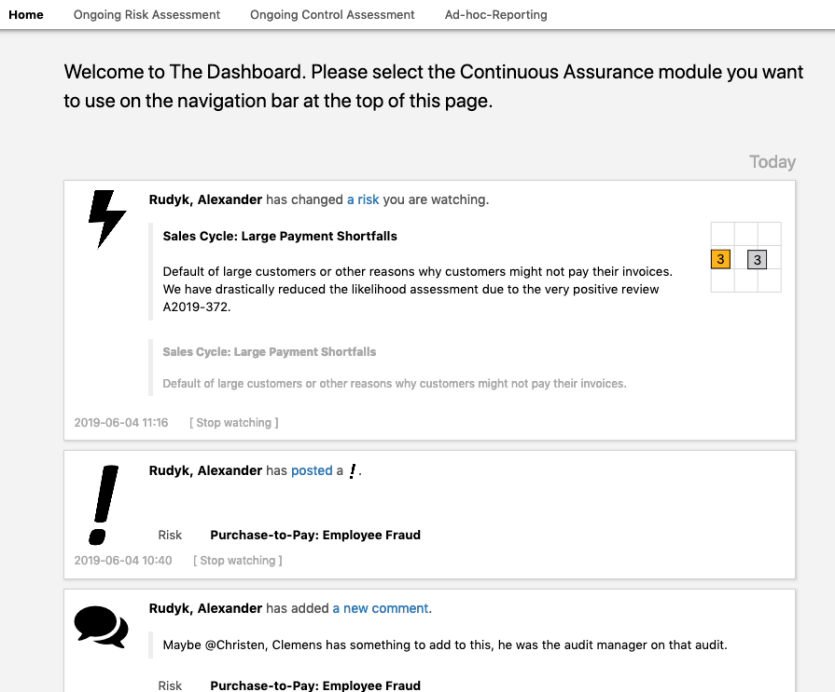 Home Ongoing Risk Assessment Ongoing Control Assessment Ad-hoc-Reporting
Welcome to The Dashboard. Please select the Continuous Assurance module you want
to use on the navigation bar at the top of this page.
Today
Rudyk, Alexander has changed a risk you are watching.
Sales Cycle: Large Payment Shortfalls
3 3
Default of large customers or other reasons why customers might not pay their invoices.
We have drastically reduced the likelihood assessment due to the very positive review
A2019-372.
Sales Cycle: Large Payment Shortfalls
Default of large customers or other reasons why customers might not pay their invoices.
2019-06-04 11:16 [ Stop watching ]
Rudyk, Alexander has posted a !.
Risk Purchase-to-Pay: Employee Fraud
2019-06-04 10:40 [ Stop watching ]
Rudyk, Alexander has added a new comment.
Maybe @Christen, Clemens has something to add to this, he was the audit manager on that audit.
Risk Purchase-to-Pay: Employee Fraud